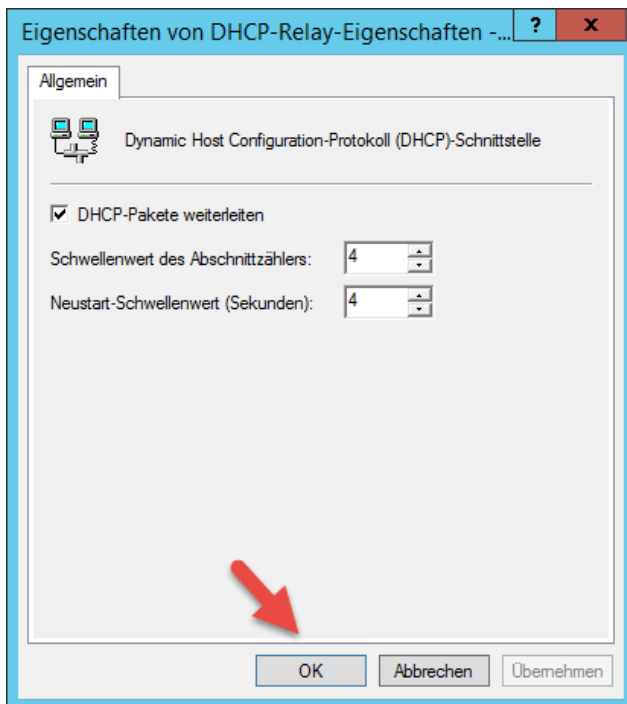 Eigenschaften von DHCP-Relay-Eigenschaften -... ? x
Allgemein
Dynamic Host Configuration-Protokoll (DHCP)-Schnittstelle
DHCP-Pakete weiterleiten
Schwellenwert des Abschnittzählers: 4
Neustart-Schwellenwert (Sekunden): 4
OK Abbrechen Übernehmen